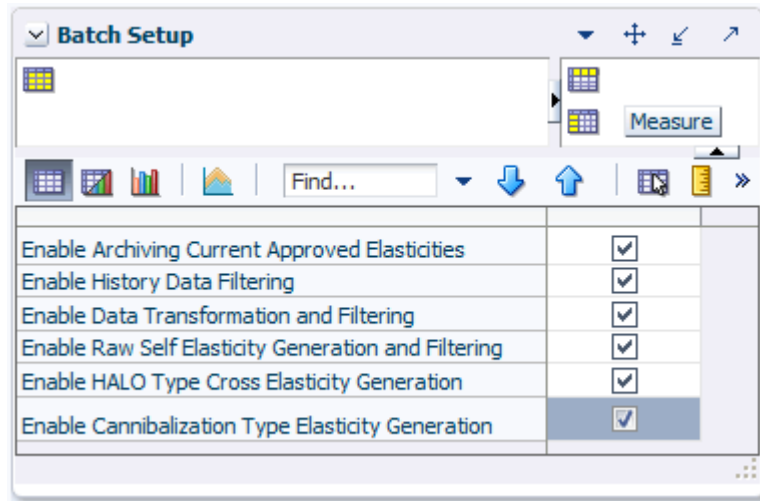 Batch Setup
Measure
Find...
Enable Archiving Current Approved Elasticities
Enable History Data Filtering
Enable Data Transformation and Filtering
Enable Raw Self Elasticity Generation and Filtering
Enable HALO Type Cross Elasticity Generation
Enable Cannibalization Type Elasticity Generation